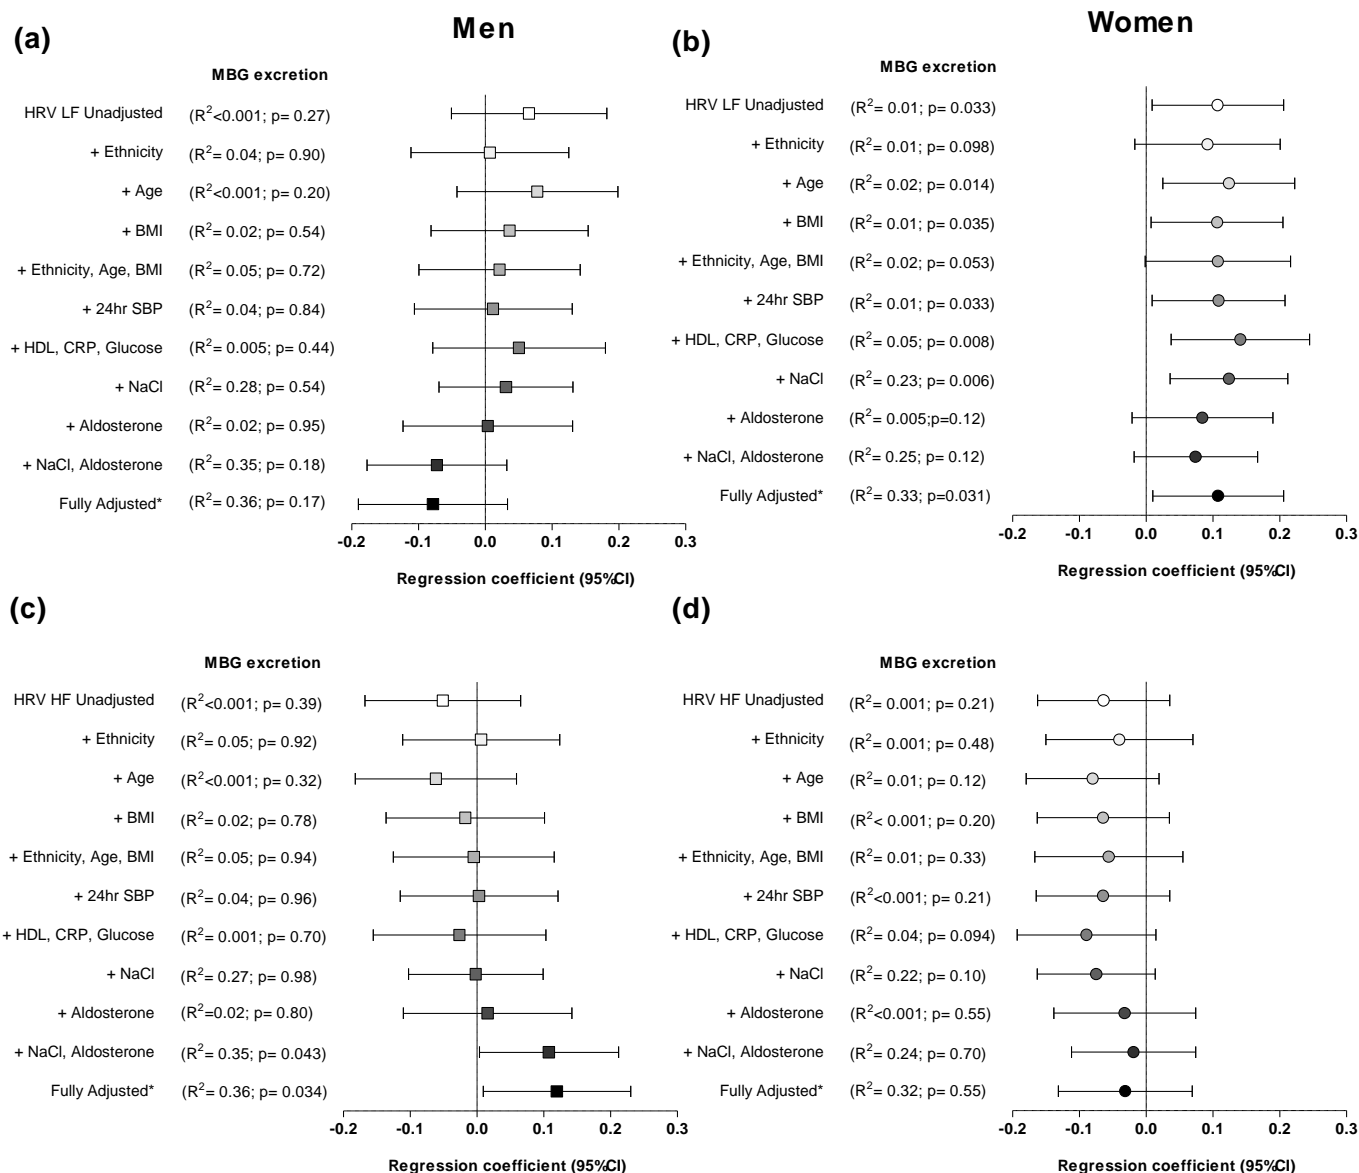 (a)
Men
MBG excretion
HRV LF Unadjusted (R²<0.001; p= 0.27)
+ Ethnicity (R²= 0.04; p= 0.90)
+ Age (R²<0.001; p= 0.20)
+ BMI (R²= 0.02; p= 0.54)
+ Ethnicity, Age, BMI (R²= 0.05; p= 0.72)
+ 24hr SBP (R²= 0.04; p= 0.84)
+ HDL, CRP, Glucose (R²= 0.005; p= 0.44)
+ NaCl (R²= 0.28; p= 0.54)
+ Aldosterone (R²= 0.02; p= 0.95)
+ NaCl, Aldosterone (R²= 0.35; p= 0.18)
Fully Adjusted* (R²= 0.36; p= 0.17)
-0.2 -0.1 0.0 0.1 0.2 0.3
Regression coefficient (95%CI)
(b)
Women
MBG excretion
HRV LF Unadjusted (R²= 0.01; p= 0.033)
+ Ethnicity (R²= 0.01; p= 0.098)
+ Age (R²= 0.02; p= 0.014)
+ BMI (R²= 0.01; p= 0.035)
+ Ethnicity, Age, BMI (R²= 0.02; p= 0.053)
+ 24hr SBP (R²= 0.01; p= 0.033)
+ HDL, CRP, Glucose (R²= 0.05; p= 0.008)
+ NaCl (R²= 0.23; p= 0.006)
+ Aldosterone (R²= 0.005;p=0.12)
+ NaCl, Aldosterone (R²= 0.25; p= 0.12)
Fully Adjusted* (R²= 0.33; p=0.031)
-0.2 -0.1 0.0 0.1 0.2 0.3
Regression coefficient (95%CI)
(c)
MBG excretion
HRV HF Unadjusted (R²<0.001; p= 0.39)
+ Ethnicity (R²= 0.05; p= 0.92)
+ Age (R²<0.001; p= 0.32)
+ BMI (R²= 0.02; p= 0.78)
+ Ethnicity, Age, BMI (R²= 0.05; p= 0.94)
+ 24hr SBP (R²= 0.04; p= 0.96)
+ HDL, CRP, Glucose (R²= 0.001; p= 0.70)
+ NaCl (R²= 0.27; p= 0.98)
+ Aldosterone (R²=0.02; p= 0.80)
+ NaCl, Aldosterone (R²= 0.35; p= 0.043)
Fully Adjusted* (R²= 0.36; p= 0.034)
-0.2 -0.1 0.0 0.1 0.2 0.3
Regression coefficient (95%CI)
(d)
MBG excretion
HRV HF Unadjusted (R²= 0.001; p= 0.21)
+ Ethnicity (R²= 0.001; p= 0.48)
+ Age (R²= 0.01; p= 0.12)
+ BMI (R²< 0.001; p= 0.20)
+ Ethnicity, Age, BMI (R²= 0.01; p= 0.33)
+ 24hr SBP (R²<0.001; p= 0.21)
+ HDL, CRP, Glucose (R²= 0.04; p= 0.094)
+ NaCl (R²= 0.22; p= 0.10)
+ Aldosterone (R²<0.001; p= 0.55)
+ NaCl, Aldosterone (R²= 0.24; p= 0.70)
Fully Adjusted* (R²= 0.32; p= 0.55)
-0.2 -0.1 0.0 0.1 0.2 0.3
Regression coefficient (95%CI)